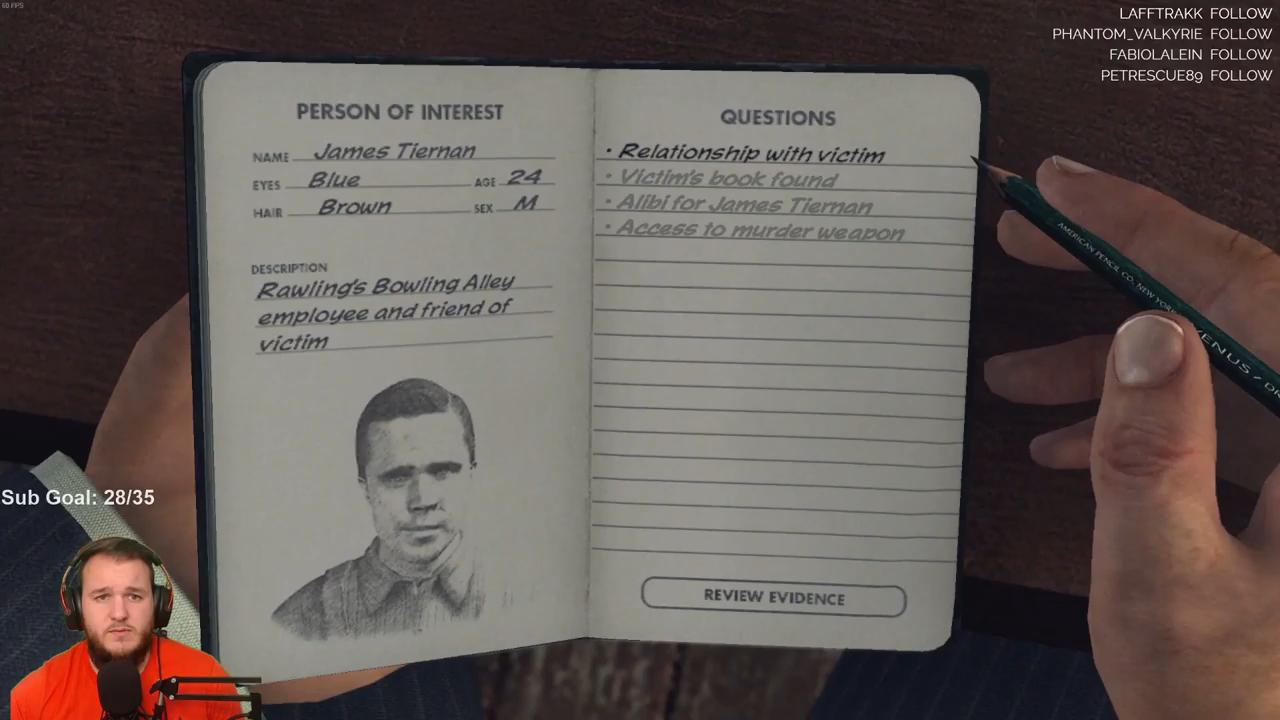 60 FPS
LAFFTRAKK FOLLOW
PHANTOM_VALKYRIE FOLLOW
FABIOLALEIN FOLLOW
PETRESCUE89 FOLLOW
PERSON OF INTEREST
NAME James Tiernan
EYES Blue AGE 24
HAIR Brown SEX M
DESCRIPTION
Rawling's Bowling Alley
employee and friend of
victim
QUESTIONS
• Relationship with victim
• Victim's book found
• Alibi for James Tiernan
• Access to murder weapon
REVIEW EVIDENCE
AMERICAN PENCIL CO. NEW YORK
VENUS / DR
Sub Goal: 28/35